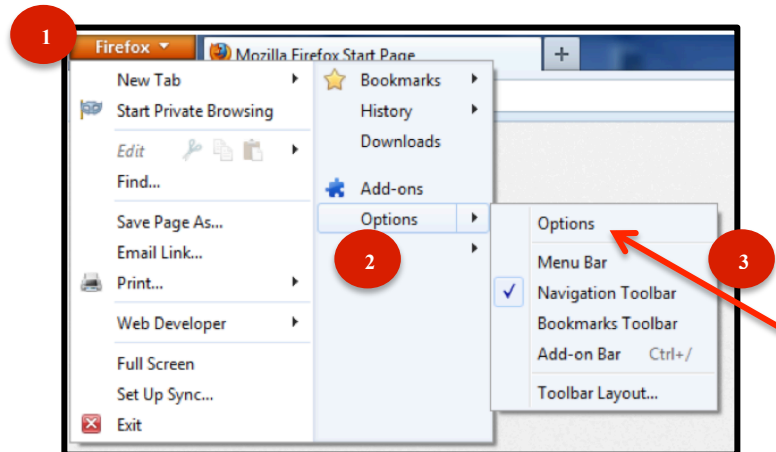 1
Firefox
Mozilla Firefox Start Page
+
New Tab
Start Private Browsing
Edit
Find...
Save Page As...
Email Link...
Print...
Web Developer
Full Screen
Set Up Sync...
Exit
Bookmarks
History
Downloads
Add-ons
Options
2
Options
3
Menu Bar
Navigation Toolbar
Bookmarks Toolbar
Add-on Bar Ctrl+/
Toolbar Layout...